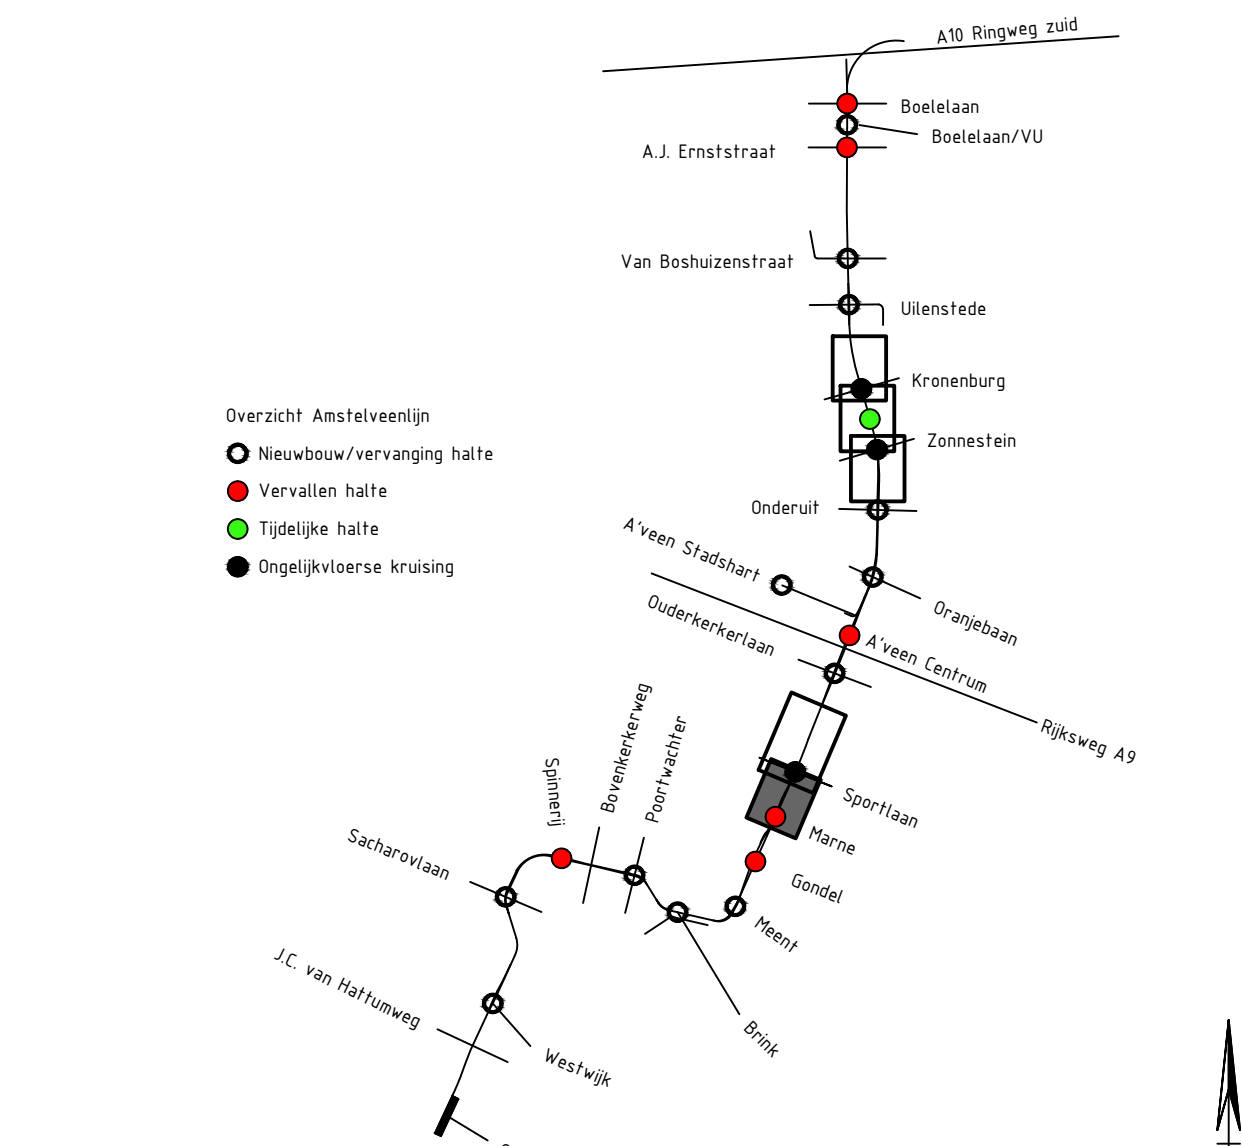 A10 Ringweg zuid
Boelelaan
Boelelaan/VU
A.J. Ernststraat
Van Boshuizenstraat
Uilenstede
Kronenburg
Zonnestein
Onderuit
Overzicht Amstelveenlijn
Nieuwbouw/vervanging halte
Vervallen halte
Tijdelijke halte
Ongelijkvloerse kruising
A'veen Stadshart
Oranjebaan
Ouderkerkerlaan
A'veen Centrum
Rijksweg A9
Bovenkerkerweg
Poortwachter
Spinnerij
Sportlaan
Marne
Sacharovlaan
Gondel
Meent
J.C. van Hattumweg
Brink
Westwijk